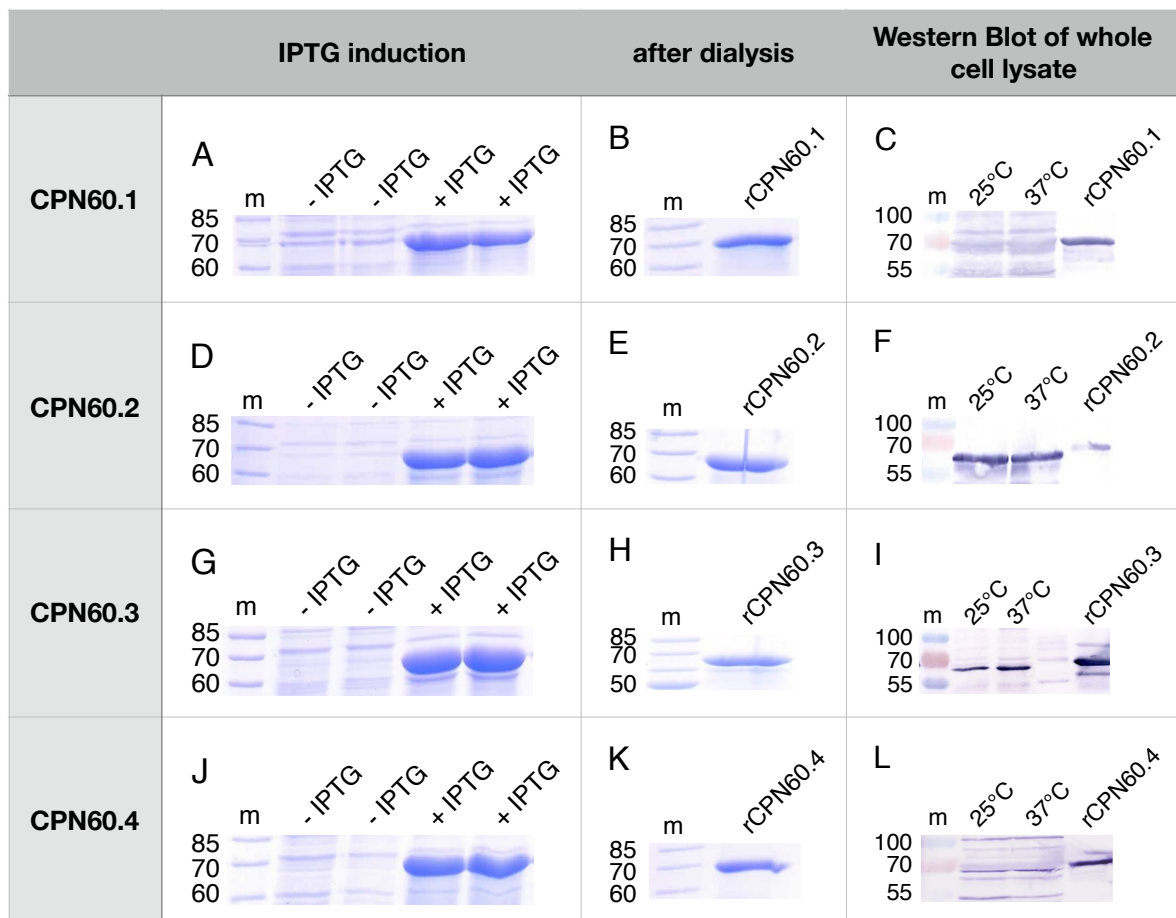 IPTG induction
after dialysis
Western Blot of whole
cell lysate
CPN60.1
A
m
- IPTG
- IPTG
+ IPTG
+ IPTG
85
70
60
B
m
rCPN60.1
85
70
60
C
m
25°C
37°C
rCPN60.1
100
70
55
CPN60.2
D
m
- IPTG
- IPTG
+ IPTG
+ IPTG
85
70
60
E
m
rCPN60.2
85
70
60
F
m
25°C
37°C
rCPN60.2
100
70
55
CPN60.3
G
m
- IPTG
- IPTG
+ IPTG
+ IPTG
85
70
60
H
m
rCPN60.3
85
70
60
50
I
m
25°C
37°C
rCPN60.3
100
70
55
CPN60.4
J
m
- IPTG
- IPTG
+ IPTG
+ IPTG
85
70
60
K
m
rCPN60.4
85
70
60
L
m
25°C
37°C
rCPN60.4
100
70
55